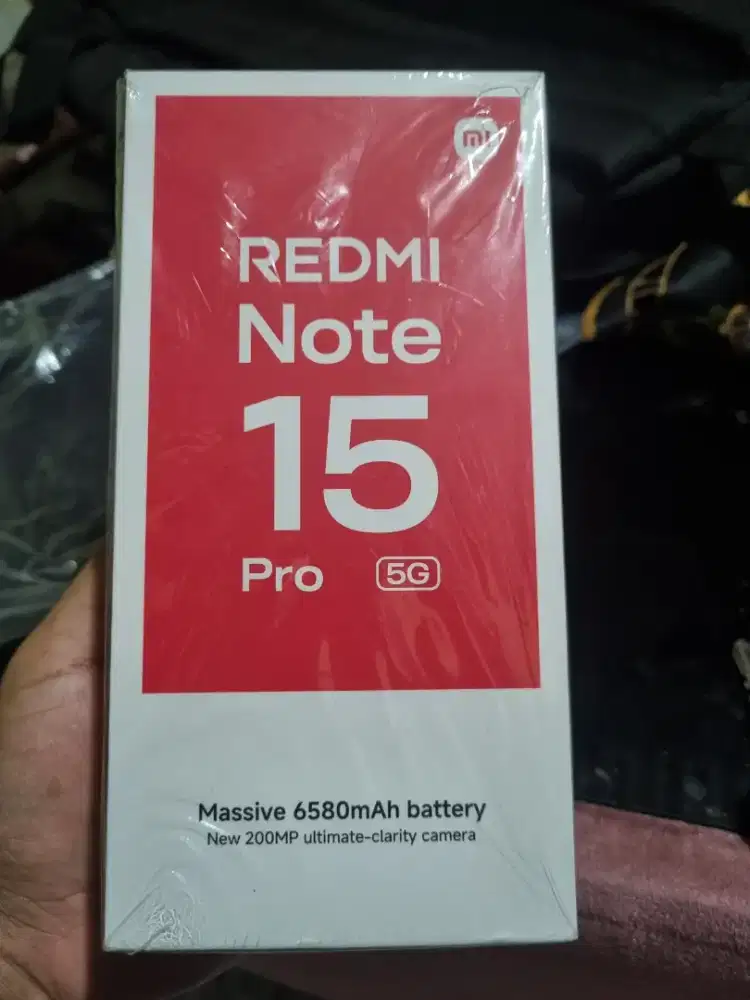 mi
REDMI
Note
15
Pro 5G
Massive 6580mAh battery
New 200MP ultimate-clarity camera